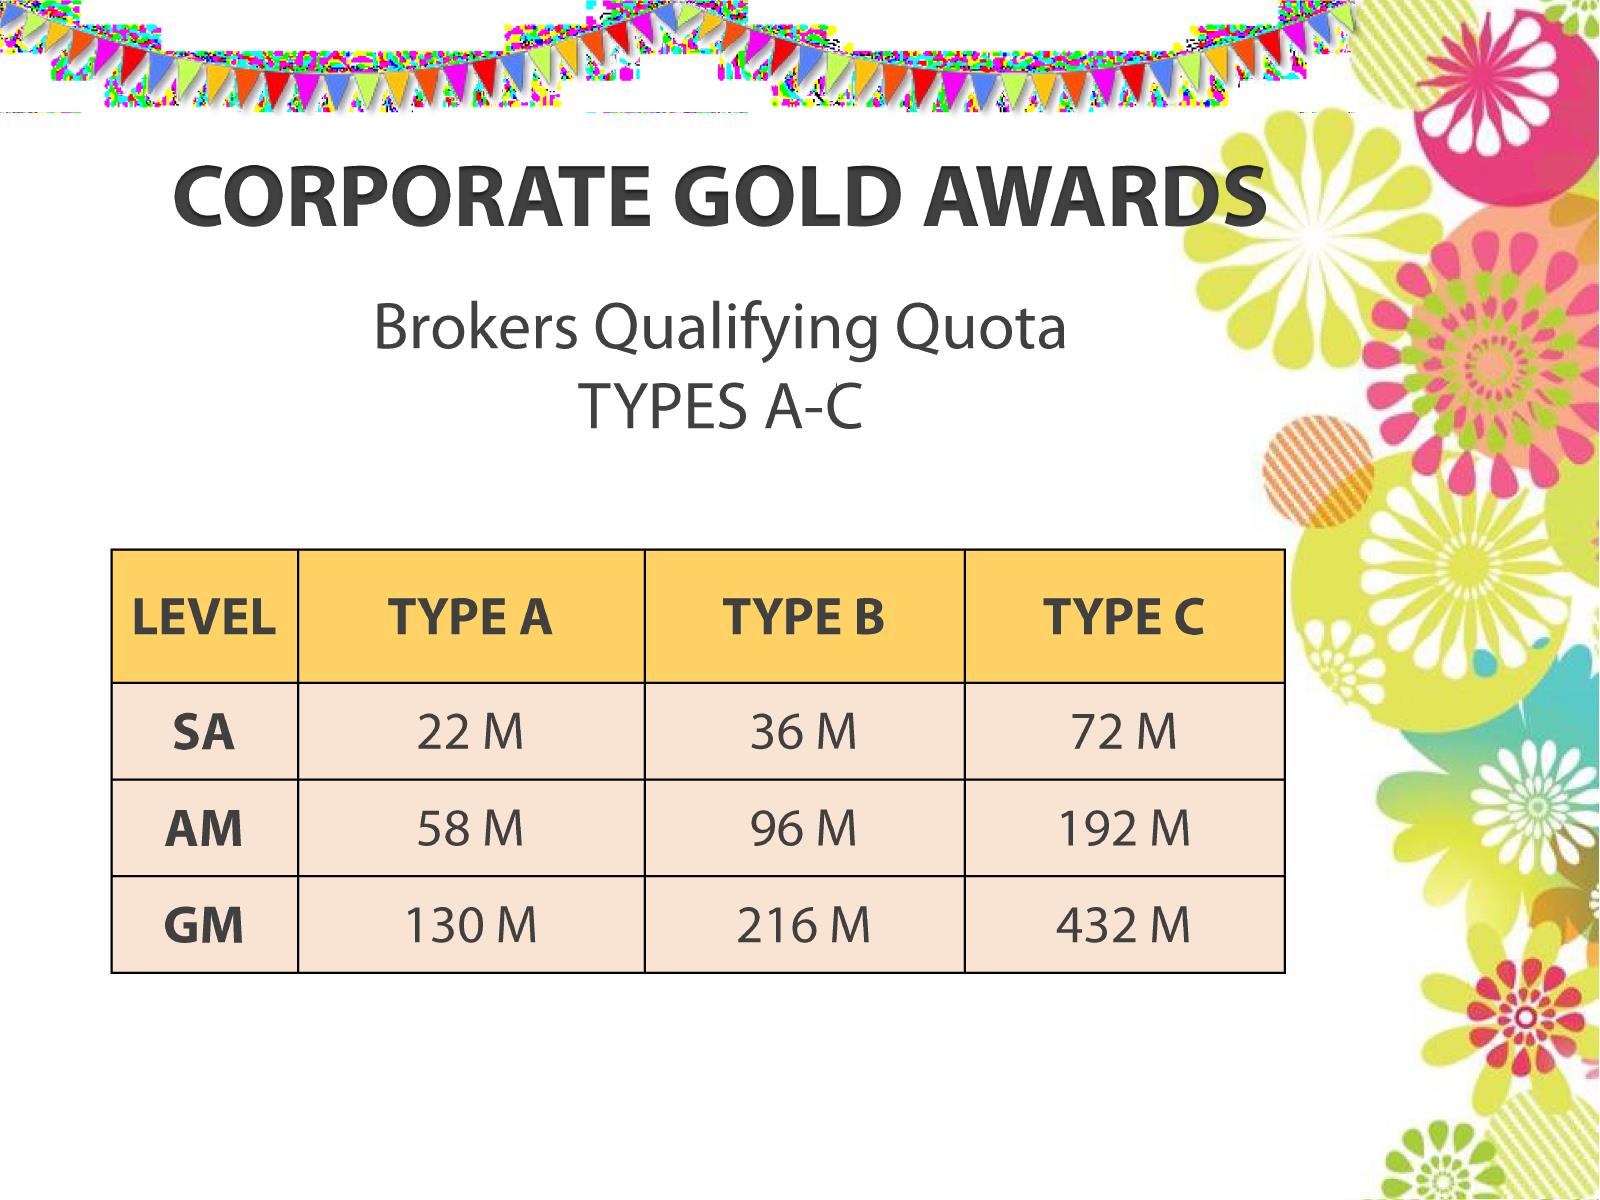 CORPORATE GOLD AWARDS
Brokers Qualifying Quota
TYPES A-C
LEVEL TYPE A TYPE B TYPE C
SA 22 M 36 M 72 M
AM 58 M 96 M 192 M
GM 130 M 216 M 432 M